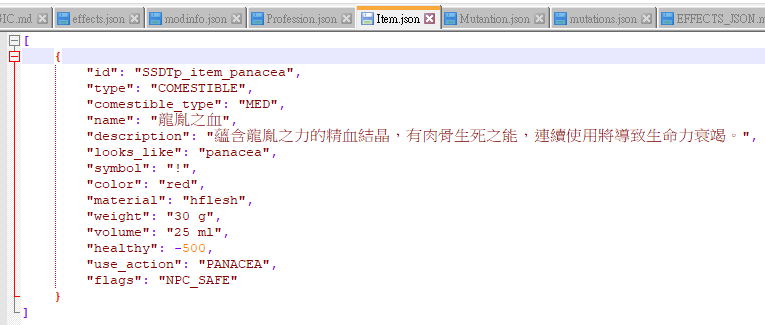 GIC.md effects.json modinfo.json Profession.json Item.json Mutantion.json mutations.json EFFECTS_JSON.m
[
{
"id": "SSDTp_item_panacea",
"type": "COMESTIBLE",
"comestible_type": "MED",
"name": "龍胤之血",
"description": "蘊含龍胤之力的精血結晶，有肉骨生死之能，連續使用將導致生命力衰竭。",
"looks_like": "panacea",
"symbol": "!",
"color": "red",
"material": "hflesh",
"weight": "30 g",
"volume": "25 ml",
"healthy": -500,
"use_action": "PANACEA",
"flags": "NPC_SAFE"
}
]